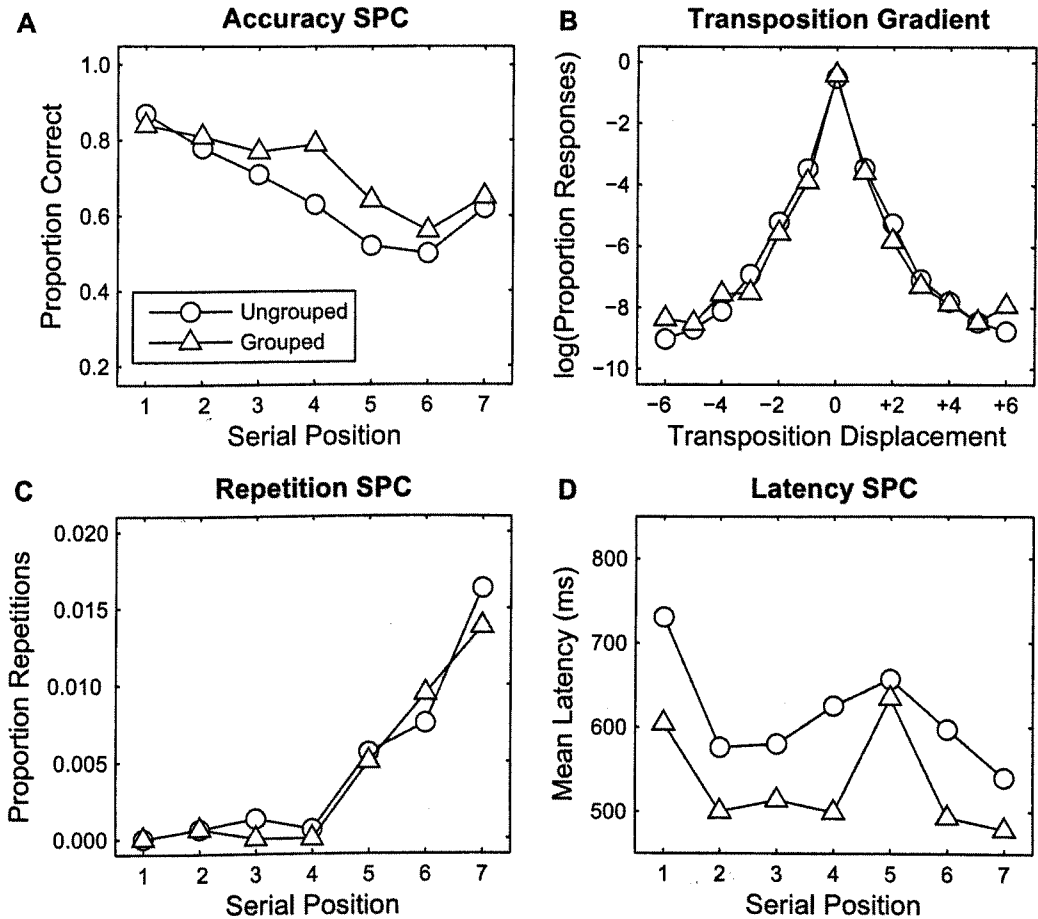 A
Accuracy SPC
Proportion Correct
1.0
0.8
0.6
0.4
0.2
Ungrouped
Grouped
1 2 3 4 5 6 7
Serial Position
B
Transposition Gradient
log(Proportion Responses)
0
−2
−4
−6
−8
−10
−6 −4 −2 0 +2 +4 +6
Transposition Displacement
C
Repetition SPC
Proportion Repetitions
0.020
0.015
0.010
0.005
0.000
1 2 3 4 5 6 7
Serial Position
D
Latency SPC
Mean Latency (ms)
800
700
600
500
1 2 3 4 5 6 7
Serial Position